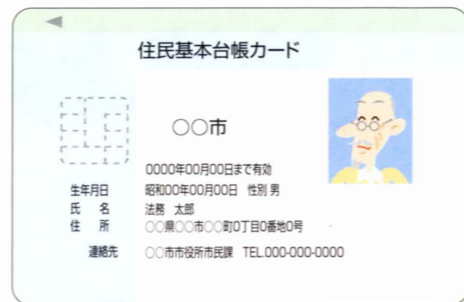 住民基本台帳カード
○○市
0000年00月00日まで有効
生年月日 昭和00年00月00日 性別 男
氏 名 法務 太郎
住 所 ○○県○○市○○町0丁目0番地0号
連絡先 ○○市市役所市民課 TEL.000-000-0000